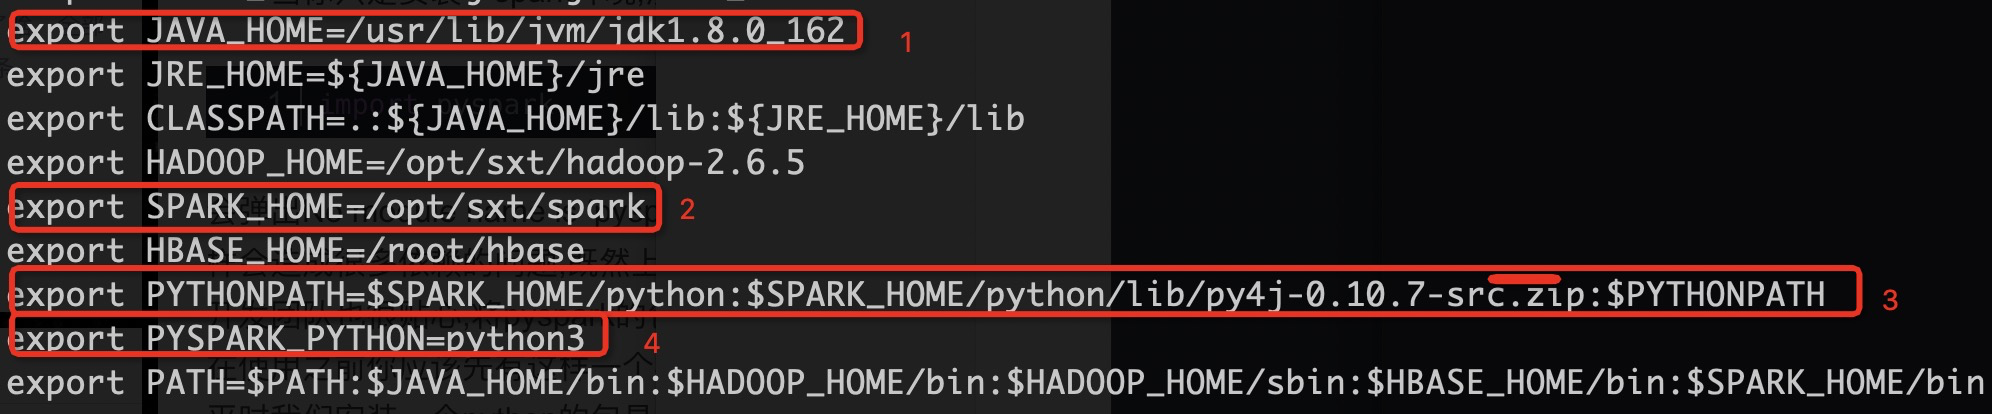 export JAVA_HOME=/usr/lib/jvm/jdk1.8.0_162 1
export JRE_HOME=${JAVA_HOME}/jre
import pyspark
export CLASSPATH=.:${JAVA_HOME}/lib:${JRE_HOME}/lib
export HADOOP_HOME=/opt/sxt/hadoop-2.6.5
export SPARK_HOME=/opt/sxt/spark 2
export HBASE_HOME=/root/hbase
export PYTHONPATH=$SPARK_HOME/python:$SPARK_HOME/python/lib/py4j-0.10.7-src.zip:$PYTHONPATH 3
export PYSPARK_PYTHON=python3 4
export PATH=$PATH:$JAVA_HOME/bin:$HADOOP_HOME/bin:$HADOOP_HOME/sbin:$HBASE_HOME/bin:$SPARK_HOME/bin